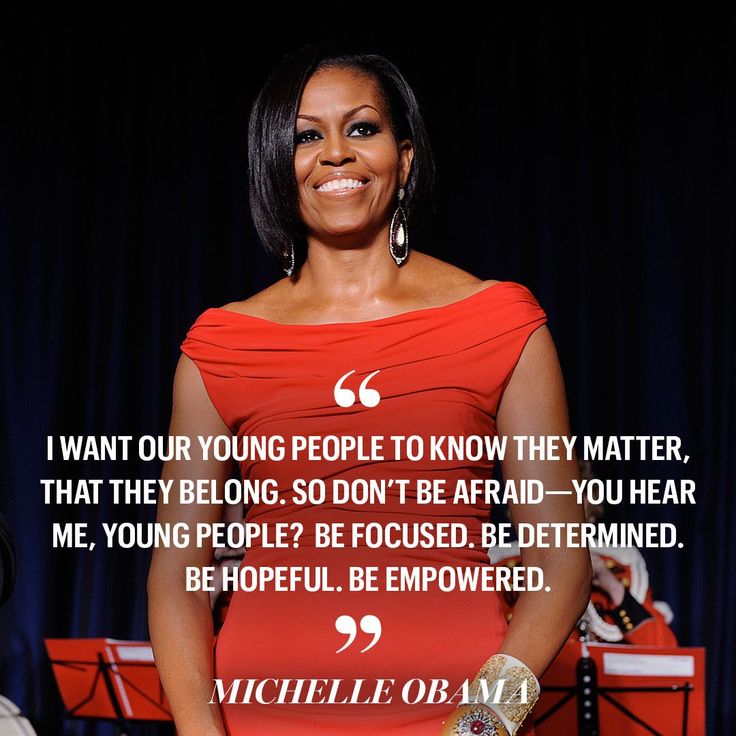 “
I WANT OUR YOUNG PEOPLE TO KNOW THEY MATTER,
THAT THEY BELONG. SO DON’T BE AFRAID—YOU HEAR
ME, YOUNG PEOPLE? BE FOCUSED. BE DETERMINED.
BE HOPEFUL. BE EMPOWERED.
”
MICHELLE OBAMA